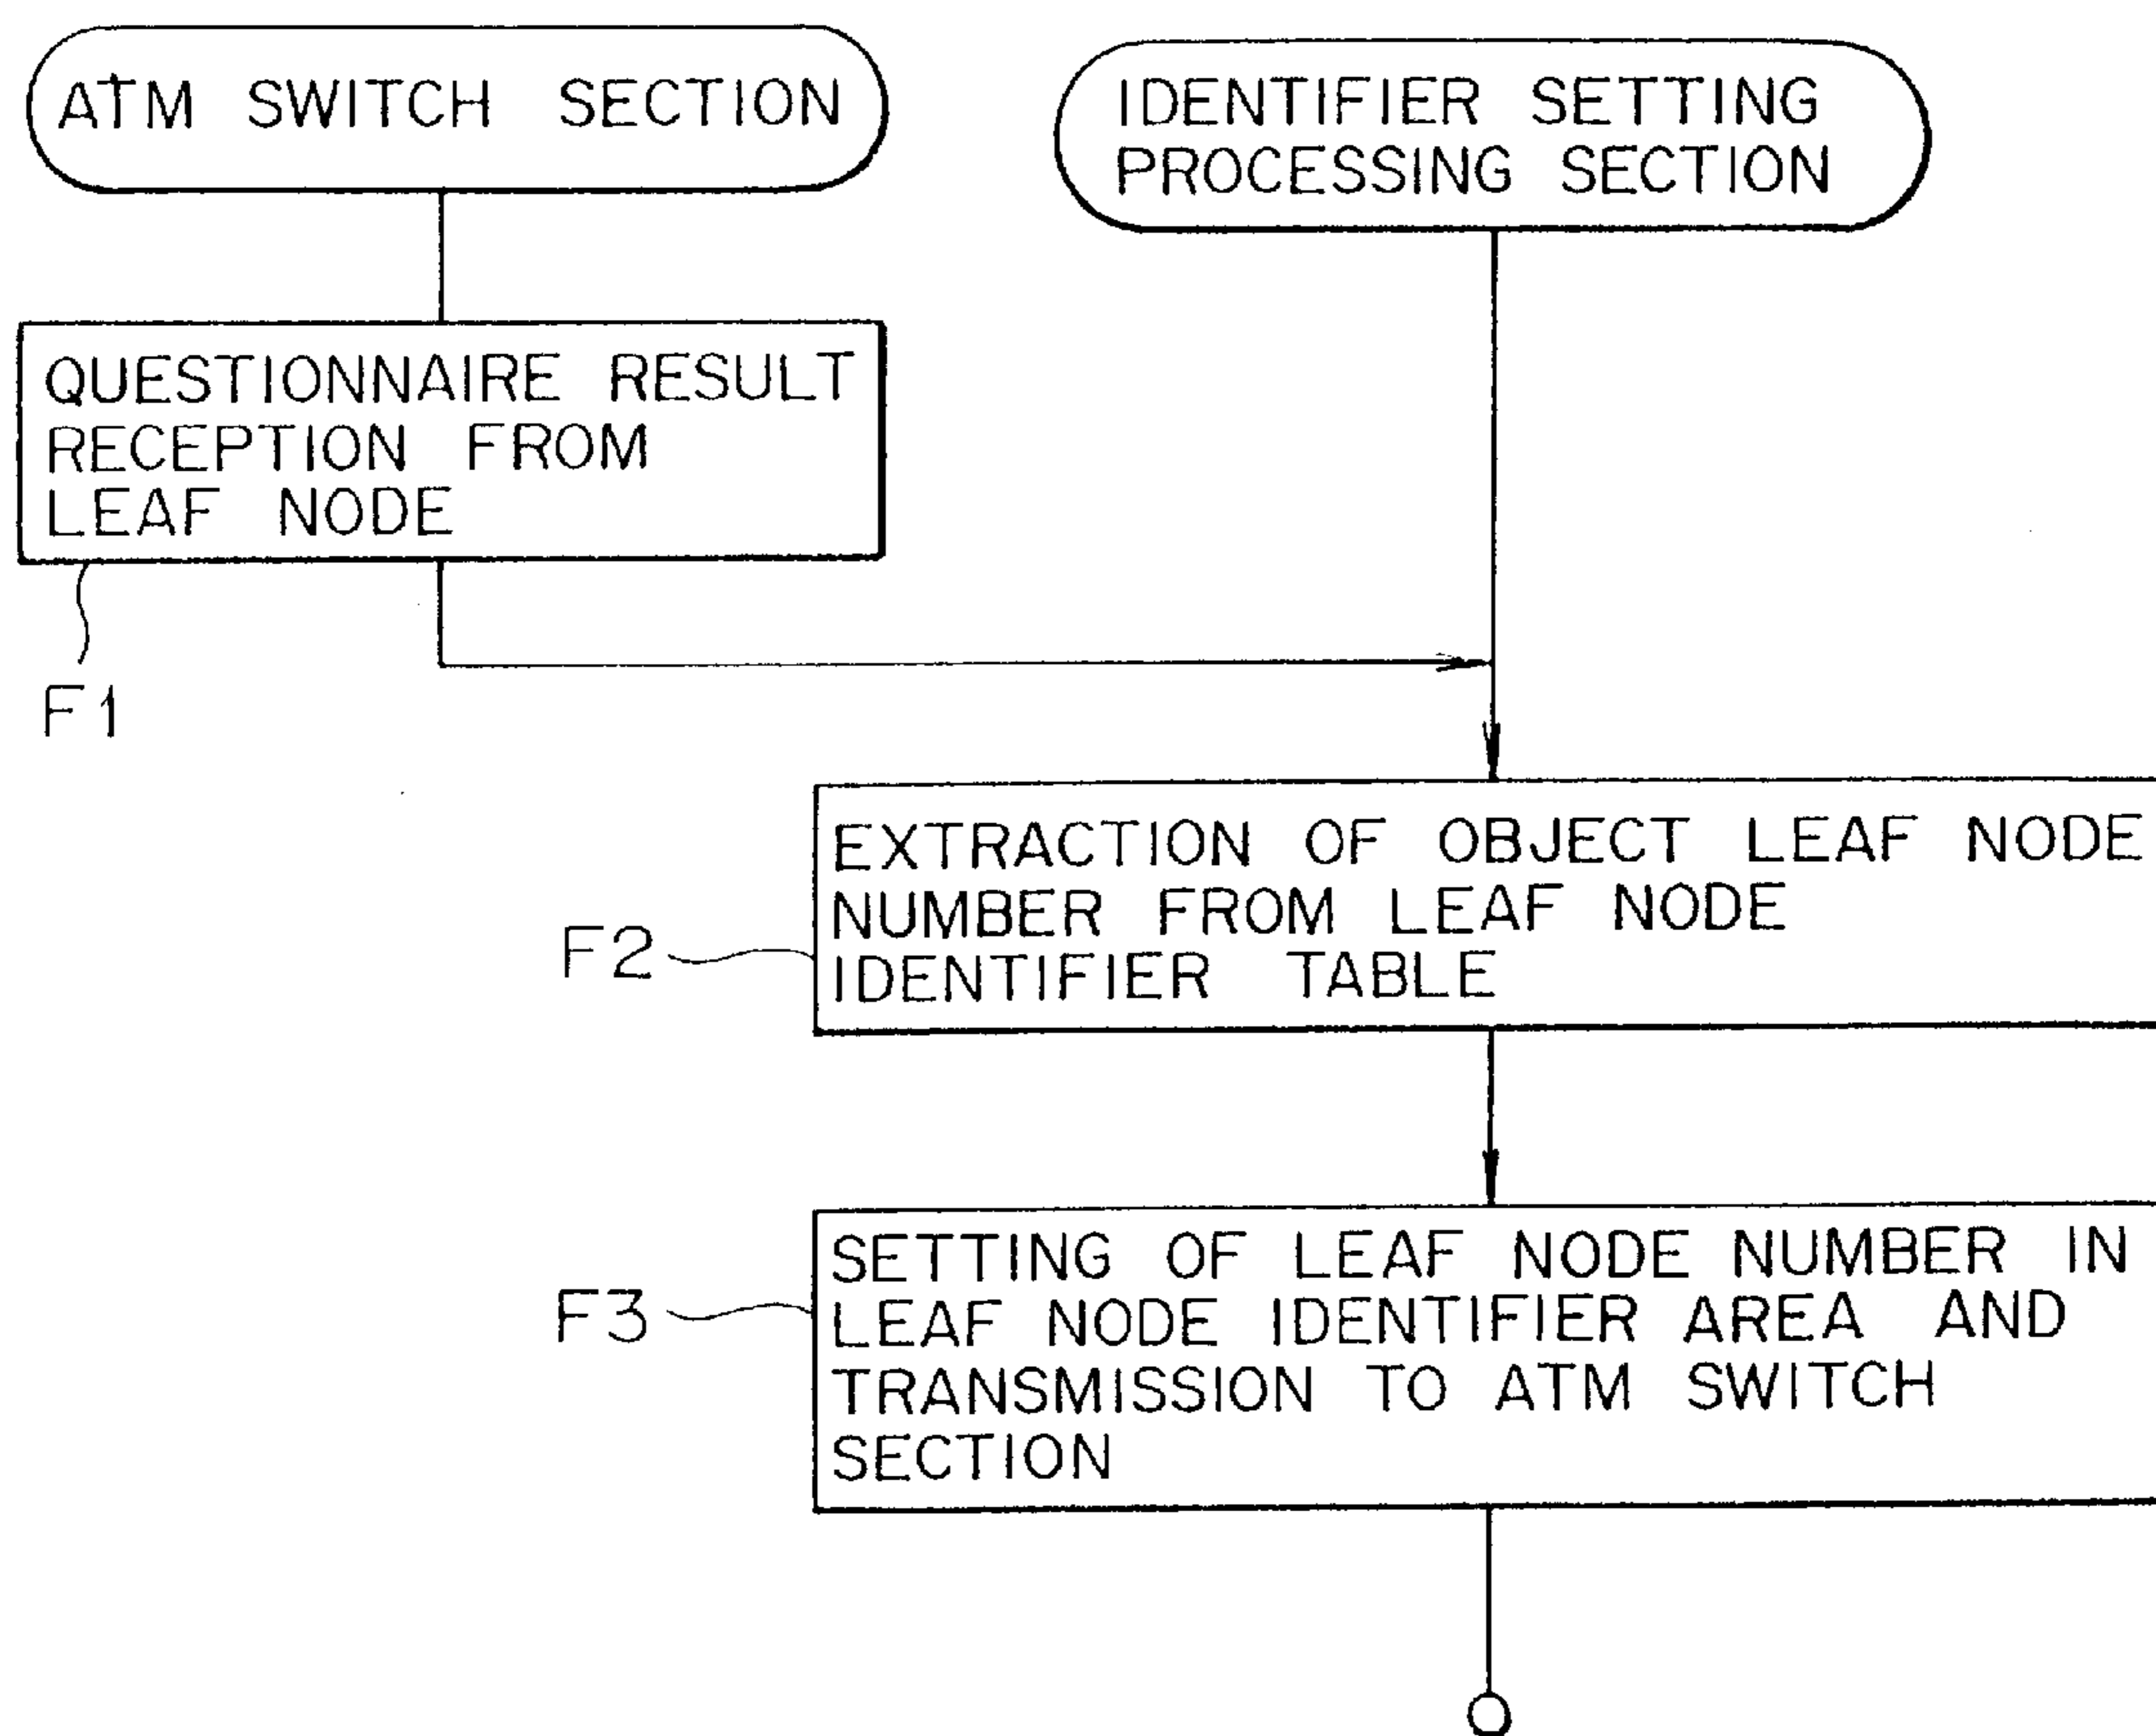 ATM SWITCH SECTION
IDENTIFIER SETTING
PROCESSING SECTION
QUESTIONNAIRE RESULT
RECEPTION FROM
LEAF NODE
F1
EXTRACTION OF OBJECT LEAF NODE
NUMBER FROM LEAF NODE
IDENTIFIER TABLE
F2
SETTING OF LEAF NODE NUMBER IN
LEAF NODE IDENTIFIER AREA AND
TRANSMISSION TO ATM SWITCH
SECTION
F3